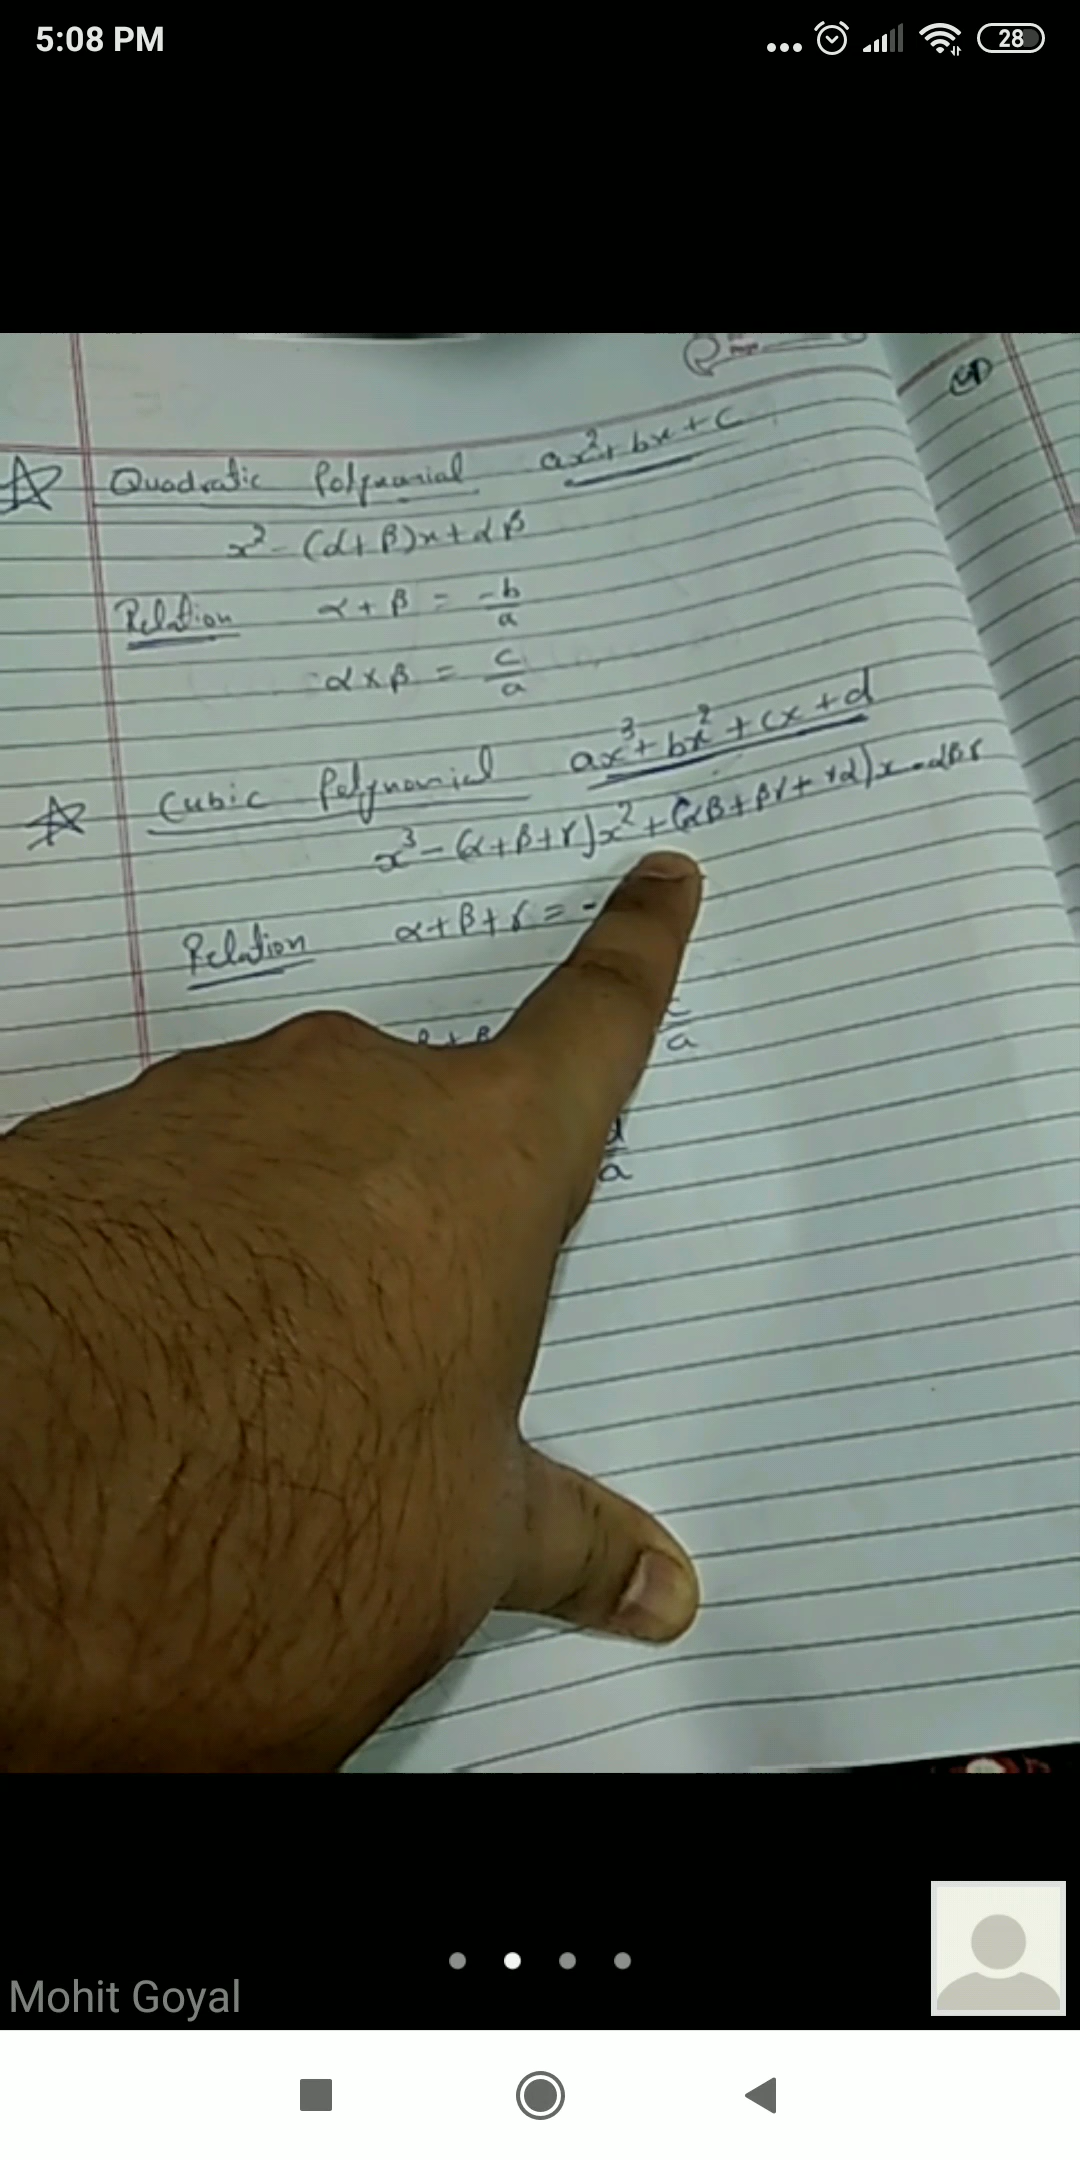 5:08 PM
28
Quadratic Polynomial ax²+bx+c
x² - (α+β)x+αβ
Relation α+β = -b/a
α×β = c/a
Cubic Polynomial ax³+bx²+cx+d
x³-(α+β+γ)x²+(αβ+βγ+γα)x-αβγ
Relation α+β+γ = -
c/a
d/a
Mohit Goyal